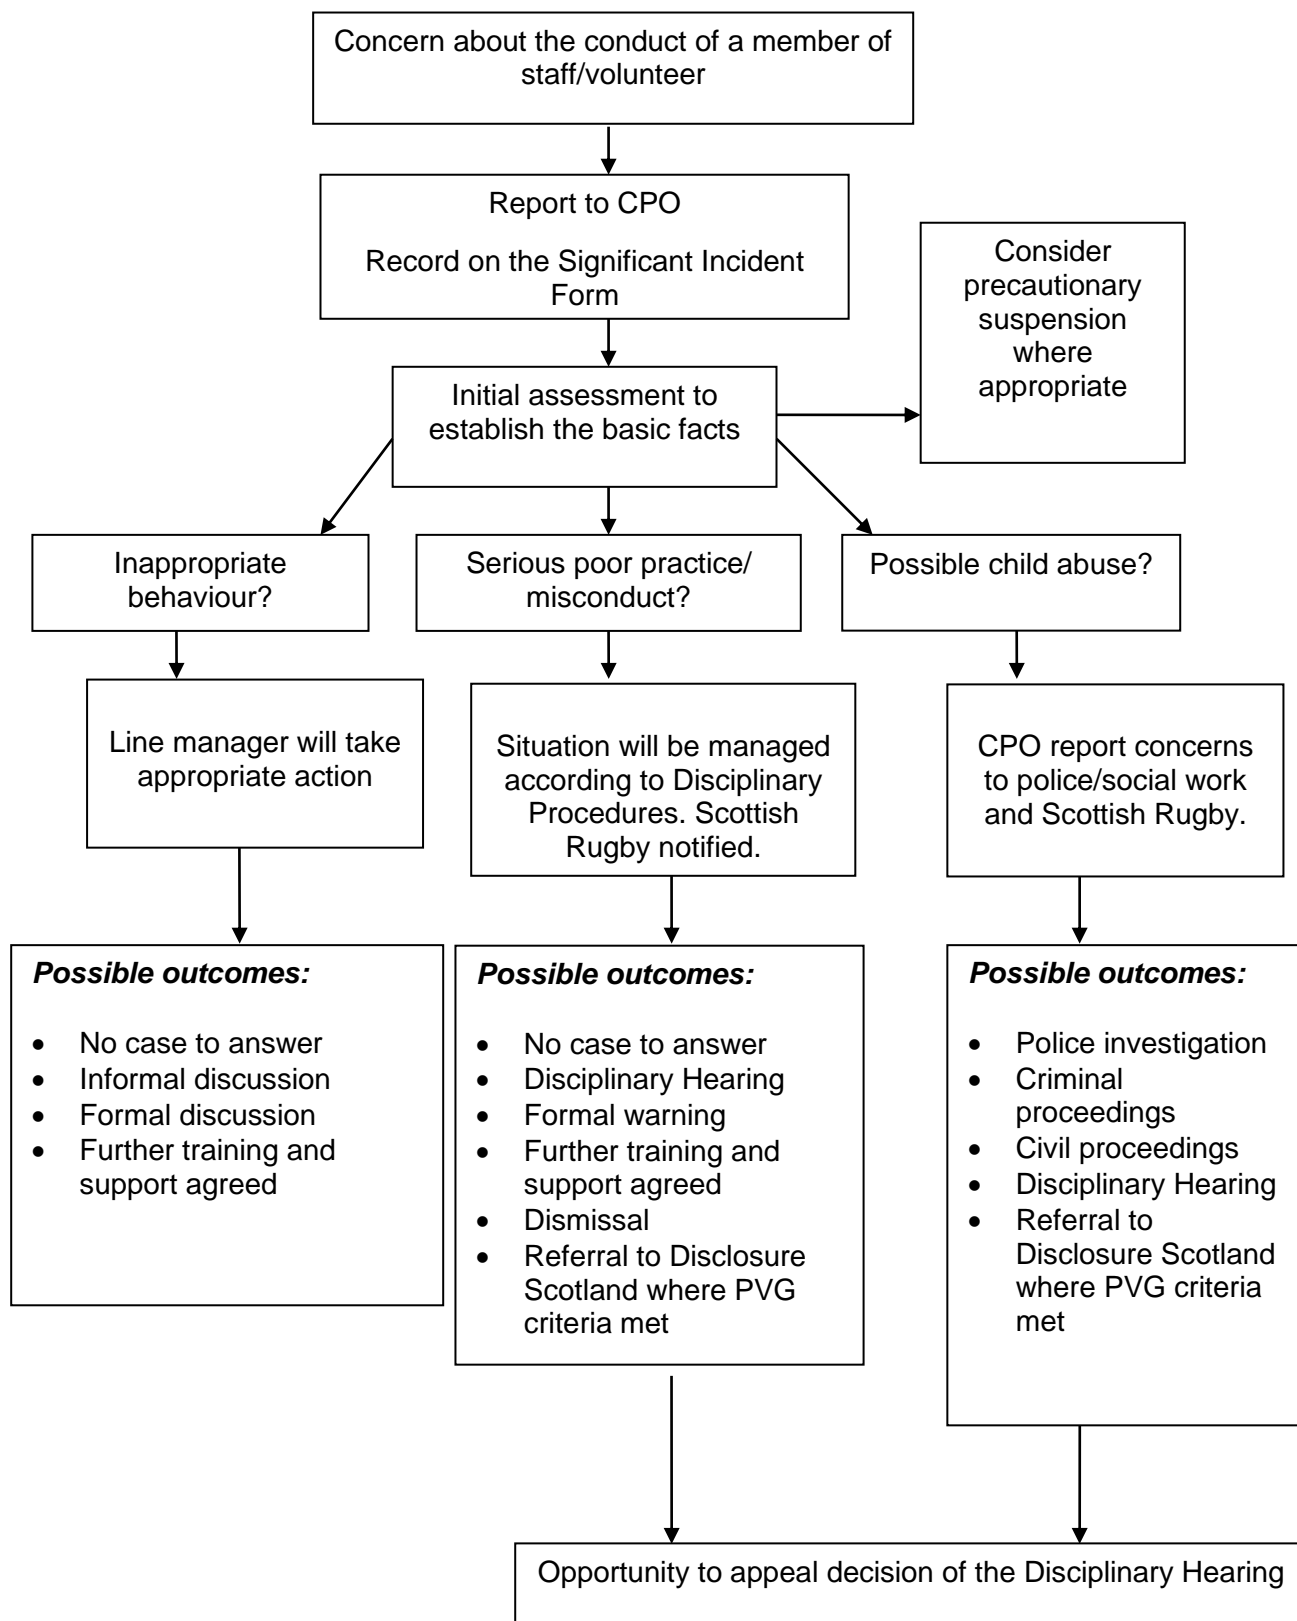 Concern about the conduct of a member of
staff/volunteer
Report to CPO
Record on the Significant Incident
Form
Consider
precautionary
suspension
where
appropriate
Initial assessment to
establish the basic facts
Inappropriate
behaviour?
Serious poor practice/
misconduct?
Possible child abuse?
Line manager will take
appropriate action
Situation will be managed
according to Disciplinary
Procedures. Scottish
Rugby notified.
CPO report concerns
to police/social work
and Scottish Rugby.
Possible outcomes:
• No case to answer
• Informal discussion
• Formal discussion
• Further training and
support agreed
Possible outcomes:
• No case to answer
• Disciplinary Hearing
• Formal warning
• Further training and
support agreed
• Dismissal
• Referral to Disclosure
Scotland where PVG
criteria met
Possible outcomes:
• Police investigation
• Criminal
proceedings
• Civil proceedings
• Disciplinary Hearing
• Referral to
Disclosure Scotland
where PVG criteria
met
Opportunity to appeal decision of the Disciplinary Hearing